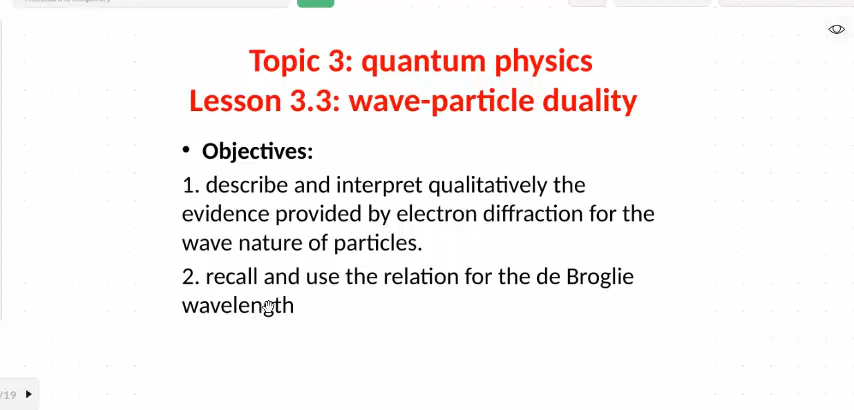 Topic 3: quantum physics
Lesson 3.3: wave-particle duality
• Objectives:
1. describe and interpret qualitatively the
evidence provided by electron diffraction for the
wave nature of particles.
2. recall and use the relation for the de Broglie
wavelength
/19